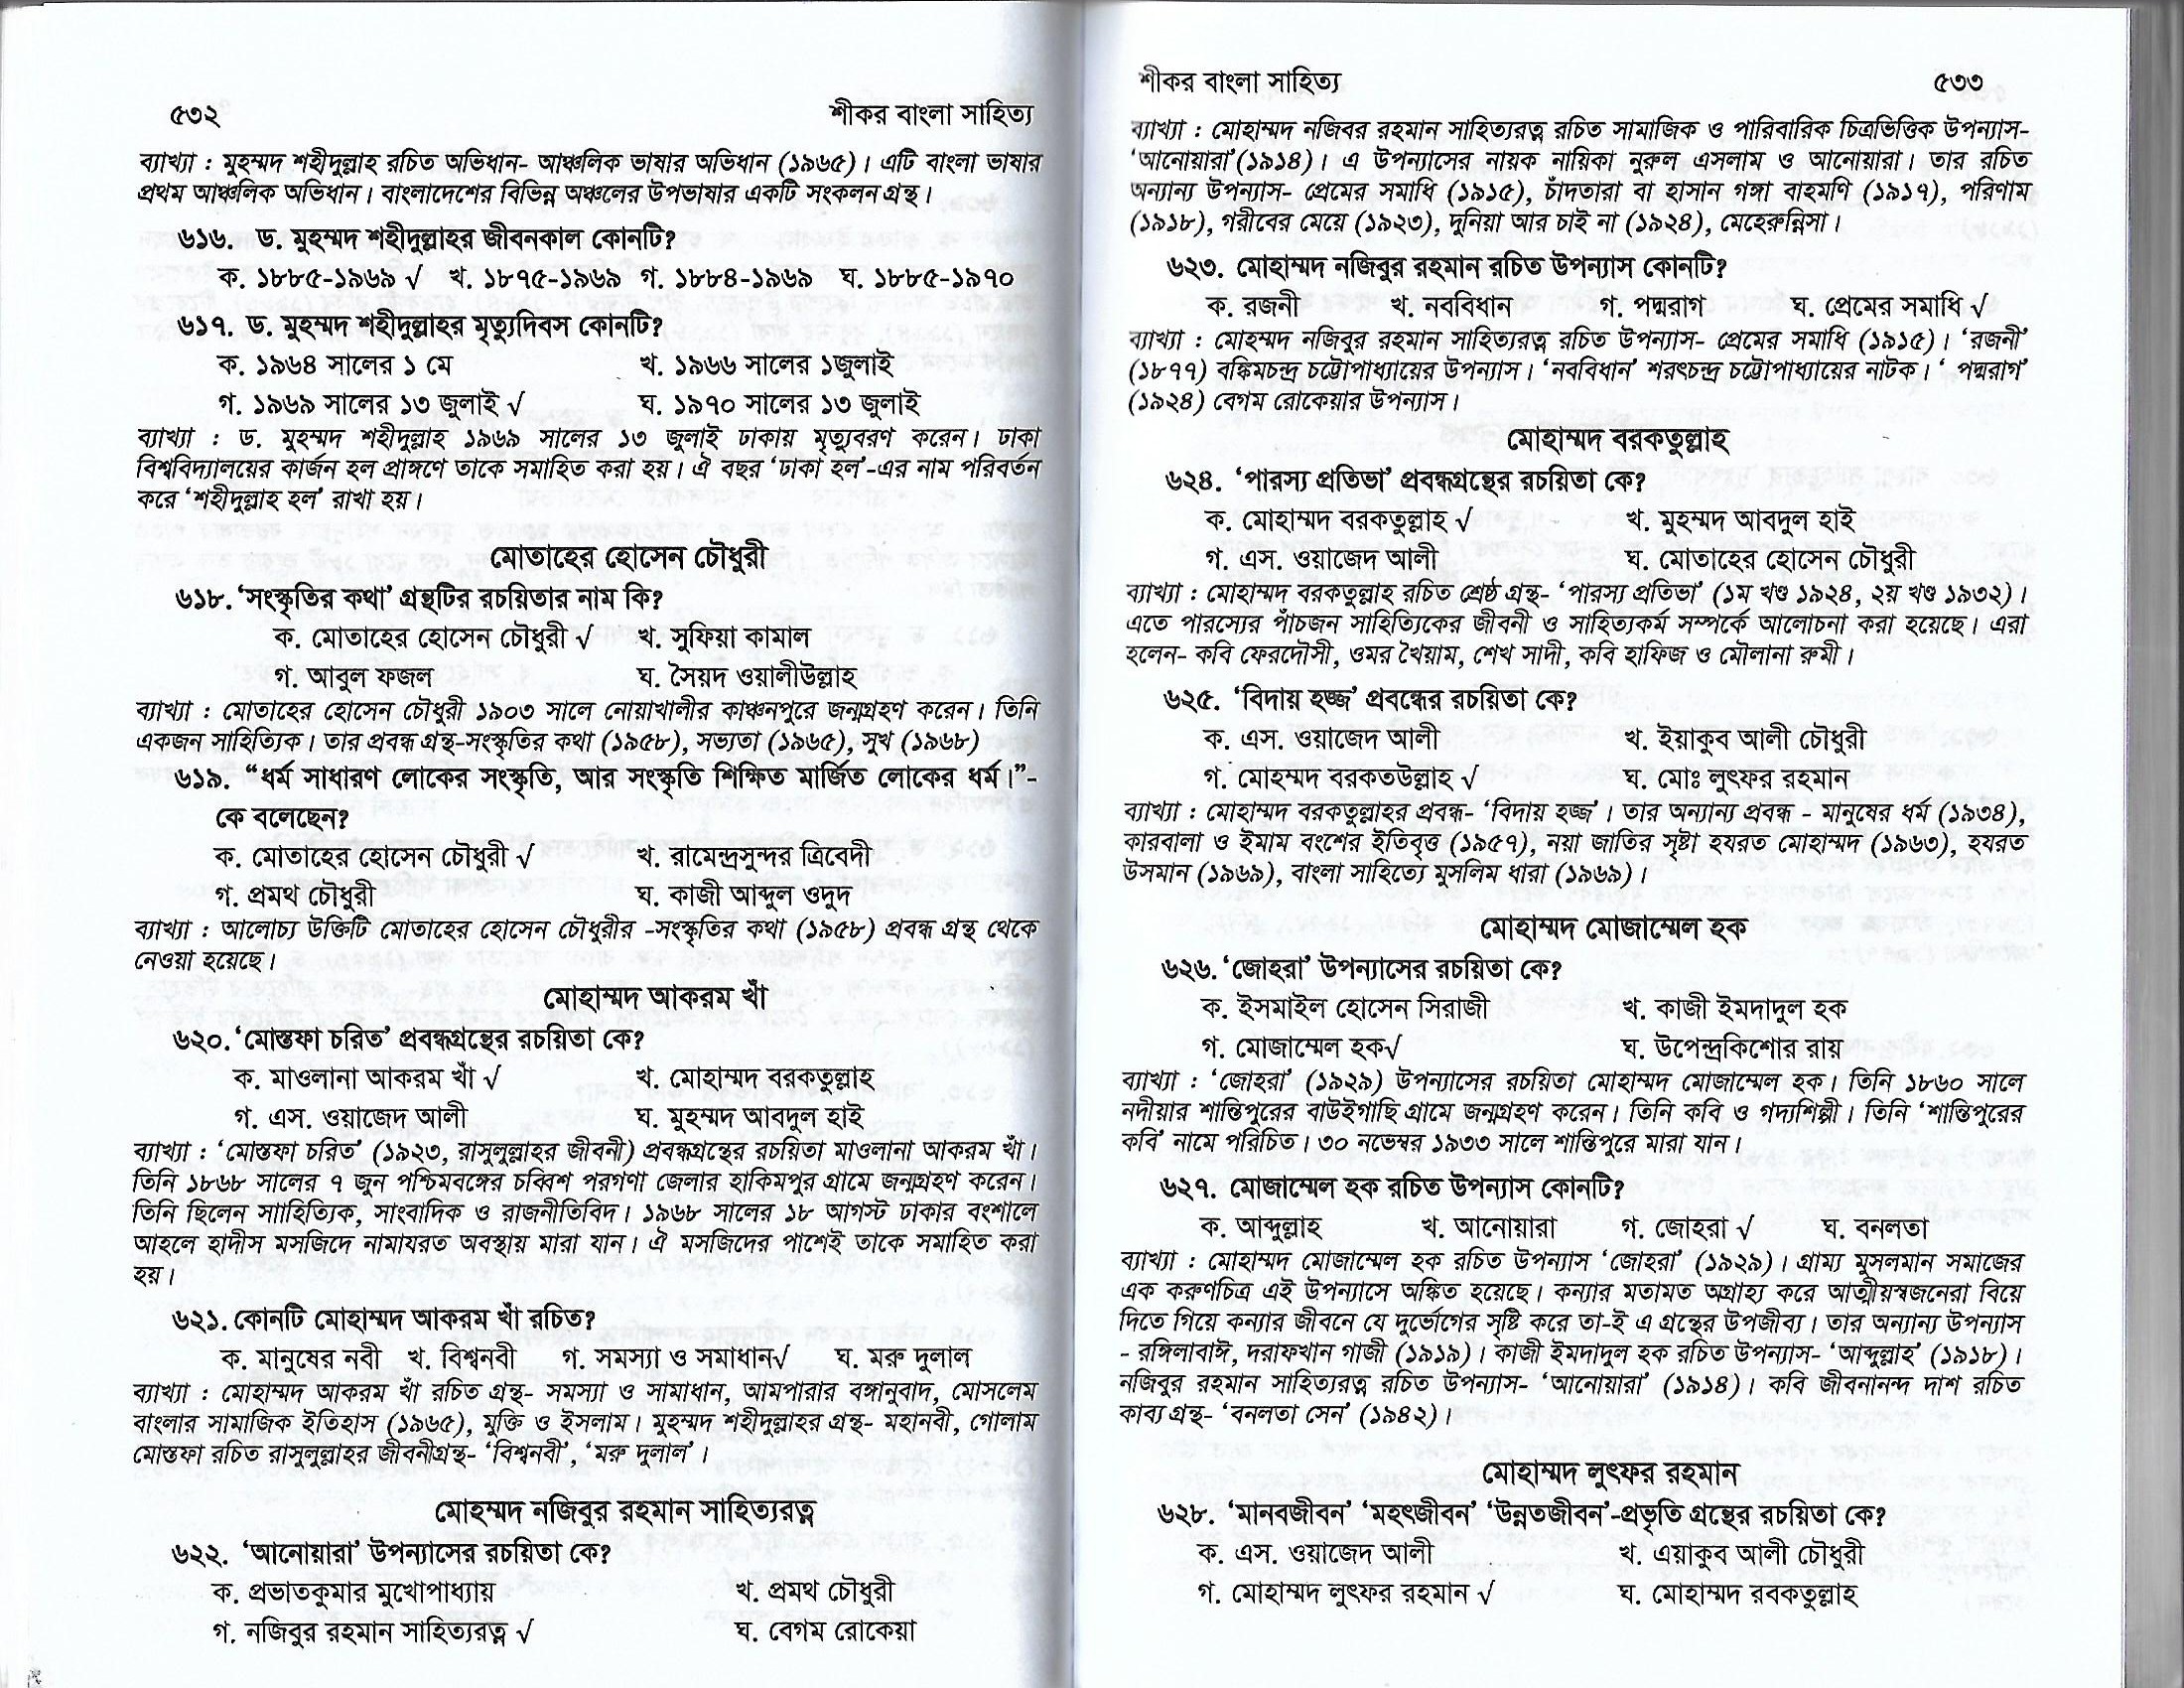 ৫৩২ শীকর বাংলা সাহিত্য
ব্যাখ্যা : মুহম্মদ শহীদুল্লাহ রচিত অভিধান- আঞ্চলিক ভাষার অভিধান (১৯৬৫)। এটি বাংলা ভাষার
প্রথম আঞ্চলিক অভিধান। বাংলাদেশের বিভিন্ন অঞ্চলের উপভাষার একটি সংকলন গ্রন্থ।
৬১৬. ড. মুহম্মদ শহীদুল্লাহর জীবনকাল কোনটি?
ক. ১৮৮৫-১৯৬৯ √ খ. ১৮৭৫-১৯৬৯ গ. ১৮৮৪-১৯৬৯ ঘ. ১৮৮৫-১৯৭০
৬১৭. ড. মুহম্মদ শহীদুল্লাহর মৃত্যুদিবস কোনটি?
ক. ১৯৬৪ সালের ১ মে খ. ১৯৬৬ সালের ১জুলাই
গ. ১৯৬৯ সালের ১৩ জুলাই √ ঘ. ১৯৭০ সালের ১৩ জুলাই
ব্যাখ্যা : ড. মুহম্মদ শহীদুল্লাহ ১৯৬৯ সালের ১৩ জুলাই ঢাকায় মৃত্যুবরণ করেন। ঢাকা
বিশ্ববিদ্যালয়ের কার্জন হল প্রাঙ্গণে তাকে সমাহিত করা হয়। ঐ বছর ‘ঢাকা হল’-এর নাম পরিবর্তন
করে ‘শহীদুল্লাহ হল’ রাখা হয়।
মোতাহের হোসেন চৌধুরী
৬১৮. ‘সংস্কৃতির কথা’ গ্রন্থটির রচয়িতার নাম কি?
ক. মোতাহের হোসেন চৌধুরী √ খ. সুফিয়া কামাল
গ. আবুল ফজল ঘ. সৈয়দ ওয়ালীউল্লাহ
ব্যাখ্যা : মোতাহের হোসেন চৌধুরী ১৯০৩ সালে নোয়াখালীর কাঞ্চনপুরে জন্মগ্রহণ করেন। তিনি
একজন সাহিত্যিক। তার প্রবন্ধ গ্রন্থ-সংস্কৃতির কথা (১৯৫৮), সভ্যতা (১৯৬৫), সুখ (১৯৬৮)
৬১৯. “ধর্ম সাধারণ লোকের সংস্কৃতি, আর সংস্কৃতি শিক্ষিত মার্জিত লোকের ধর্ম।”-
কে বলেছেন?
ক. মোতাহের হোসেন চৌধুরী √ খ. রামেন্দ্রসুন্দর ত্রিবেদী
গ. প্রমথ চৌধুরী ঘ. কাজী আব্দুল ওদুদ
ব্যাখ্যা : আলোচ্য উক্তিটি মোতাহের হোসেন চৌধুরীর -সংস্কৃতির কথা (১৯৫৮) প্রবন্ধ গ্রন্থ থেকে
নেওয়া হয়েছে।
মোহাম্মদ আকরম খাঁ
৬২০. ‘মোস্তফা চরিত’ প্রবন্ধগ্রন্থের রচয়িতা কে?
ক. মাওলানা আকরম খাঁ √ খ. মোহাম্মদ বরকতুল্লাহ
গ. এস. ওয়াজেদ আলী ঘ. মুহম্মদ আবদুল হাই
ব্যাখ্যা : ‘মোস্তফা চরিত’ (১৯২৩, রাসুলুল্লাহর জীবনী) প্রবন্ধগ্রন্থের রচয়িতা মাওলানা আকরম খাঁ।
তিনি ১৮৬৮ সালের ৭ জুন পশ্চিমবঙ্গের চব্বিশ পরগণা জেলার হাকিমপুর গ্রামে জন্মগ্রহণ করেন।
তিনি ছিলেন সাাহিত্যিক, সাংবাদিক ও রাজনীতিবিদ। ১৯৬৮ সালের ১৮ আগস্ট ঢাকার বংশালে
আহলে হাদীস মসজিদে নামাযরত অবস্থায় মারা যান। ঐ মসজিদের পাশেই তাকে সমাহিত করা
হয়।
৬২১. কোনটি মোহাম্মদ আকরম খাঁ রচিত?
ক. মানুষের নবী খ. বিশ্বনবী গ. সমস্যা ও সমাধান√ ঘ. মরু দুলাল
ব্যাখ্যা : মোহাম্মদ আকরম খাঁ রচিত গ্রন্থ- সমস্যা ও সামাধান, আমপারার বঙ্গানুবাদ, মোসলেম
বাংলার সামাজিক ইতিহাস (১৯৬৫), মুক্তি ও ইসলাম। মুহম্মদ শহীদুল্লাহর গ্রন্থ- মহানবী, গোলাম
মোস্তফা রচিত রাসুলুল্লাহর জীবনীগ্রন্থ- ‘বিশ্বনবী’, ‘মরু দুলাল’।
মোহম্মদ নজিবুর রহমান সাহিত্যরত্ন
৬২২. ‘আনোয়ারা’ উপন্যাসের রচয়িতা কে?
ক. প্রভাতকুমার মুখোপাধ্যায় খ. প্রমথ চৌধুরী
গ. নজিবুর রহমান সাহিত্যরত্ন √ ঘ. বেগম রোকেয়া
শীকর বাংলা সাহিত্য ৫৩৩
ব্যাখ্যা : মোহাম্মদ নজিবর রহমান সাহিত্যরত্ন রচিত সামাজিক ও পারিবারিক চিত্রভিত্তিক উপন্যাস-
‘আনোয়ারা’(১৯১৪)। এ উপন্যাসের নায়ক নায়িকা নুরুল এসলাম ও আনোয়ারা। তার রচিত
অন্যান্য উপন্যাস- প্রেমের সমাধি (১৯১৫), চাঁদতারা বা হাসান গঙ্গা বাহমণি (১৯১৭), পরিণাম
(১৯১৮), গরীবের মেয়ে (১৯২৩), দুনিয়া আর চাই না (১৯২৪), মেহেরুন্নিসা।
৬২৩. মোহাম্মদ নজিবুর রহমান রচিত উপন্যাস কোনটি?
ক. রজনী খ. নববিধান গ. পদ্মরাগ ঘ. প্রেমের সমাধি √
ব্যাখ্যা : মোহম্মদ নজিবুর রহমান সাহিত্যরত্ন রচিত উপন্যাস- প্রেমের সমাধি (১৯১৫)। ‘রজনী’
(১৮৭৭) বঙ্কিমচন্দ্র চট্টোপাধ্যায়ের উপন্যাস। ‘নববিধান’ শরৎচন্দ্র চট্টোপাধ্যায়ের নাটক। ‘ পদ্মরাগ’
(১৯২৪) বেগম রোকেয়ার উপন্যাস।
মোহাম্মদ বরকতুল্লাহ
৬২৪. ‘পারস্য প্রতিভা’ প্রবন্ধগ্রন্থের রচয়িতা কে?
ক. মোহাম্মদ বরকতুল্লাহ √ খ. মুহম্মদ আবদুল হাই
গ. এস. ওয়াজেদ আলী ঘ. মোতাহের হোসেন চৌধুরী
ব্যাখ্যা : মোহাম্মদ বরকতুল্লাহ রচিত শ্রেষ্ঠ গ্রন্থ- ‘পারস্য প্রতিভা’ (১ম খণ্ড ১৯২৪, ২য় খণ্ড ১৯৩২)।
এতে পারস্যের পাঁচজন সাহিত্যিকের জীবনী ও সাহিত্যকর্ম সম্পর্কে আলোচনা করা হয়েছে। এরা
হলেন- কবি ফেরদৌসী, ওমর খৈয়াম, শেখ সাদী, কবি হাফিজ ও মৌলানা রুমী।
৬২৫. ‘বিদায় হজ্জ’ প্রবন্ধের রচয়িতা কে?
ক. এস. ওয়াজেদ আলী খ. ইয়াকুব আলী চৌধুরী
গ. মোহম্মদ বরকতউল্লাহ √ ঘ. মোঃ লুৎফর রহমান
ব্যাখ্যা : মোহাম্মদ বরকতুল্লাহর প্রবন্ধ- ‘বিদায় হজ্জ’। তার অন্যান্য প্রবন্ধ - মানুষের ধর্ম (১৯৩৪),
কারবালা ও ইমাম বংশের ইতিবৃত্ত (১৯৫৭), নয়া জাতির সৃষ্টা হযরত মোহাম্মদ (১৯৬৩), হযরত
উসমান (১৯৬৯), বাংলা সাহিত্যে মুসলিম ধারা (১৯৬৯)।
মোহাম্মদ মোজাম্মেল হক
৬২৬. ‘জোহরা’ উপন্যাসের রচয়িতা কে?
ক. ইসমাইল হোসেন সিরাজী খ. কাজী ইমদাদুল হক
গ. মোজাম্মেল হক√ ঘ. উপেন্দ্রকিশোর রায়
ব্যাখ্যা : ‘জোহরা’ (১৯২৯) উপন্যাসের রচয়িতা মোহাম্মদ মোজাম্মেল হক। তিনি ১৮৬০ সালে
নদীয়ার শান্তিপুরের বাউইগাছি গ্রামে জন্মগ্রহণ করেন। তিনি কবি ও গদ্যশিল্পী। তিনি ‘শান্তিপুরের
কবি’ নামে পরিচিত। ৩০ নভেম্বর ১৯৩৩ সালে শান্তিপুরে মারা যান।
৬২৭. মোজাম্মেল হক রচিত উপন্যাস কোনটি?
ক. আব্দুল্লাহ খ. আনোয়ারা গ. জোহরা √ ঘ. বনলতা
ব্যাখ্যা : মোহাম্মদ মোজাম্মেল হক রচিত উপন্যাস ‘জোহরা’ (১৯২৯)। গ্রাম্য মুসলমান সমাজের
এক করুণচিত্র এই উপন্যাসে অঙ্কিত হয়েছে। কন্যার মতামত অগ্রাহ্য করে আত্মীয়স্বজনেরা বিয়ে
দিতে গিয়ে কন্যার জীবনে যে দুর্ভোগের সৃষ্টি করে তা-ই এ গ্রন্থের উপজীব্য। তার অন্যান্য উপন্যাস
- রঙ্গিলাবাঈ, দরাফখান গাজী (১৯১৯)। কাজী ইমদাদুল হক রচিত উপন্যাস- ‘আব্দুল্লাহ’ (১৯১৮)।
নজিবুর রহমান সাহিত্যরত্ন রচিত উপন্যাস- ‘আনোয়ারা’ (১৯১৪)। কবি জীবনানন্দ দাশ রচিত
কাব্য গ্রন্থ- ‘বনলতা সেন’ (১৯৪২)।
মোহাম্মদ লুৎফর রহমান
৬২৮. ‘মানবজীবন’ ‘মহৎজীবন’ ‘উন্নতজীবন’-প্রভৃতি গ্রন্থের রচয়িতা কে?
ক. এস. ওয়াজেদ আলী খ. এয়াকুব আলী চৌধুরী
গ. মোহাম্মদ লুৎফর রহমান √ ঘ. মোহাম্মদ রবকতুল্লাহ